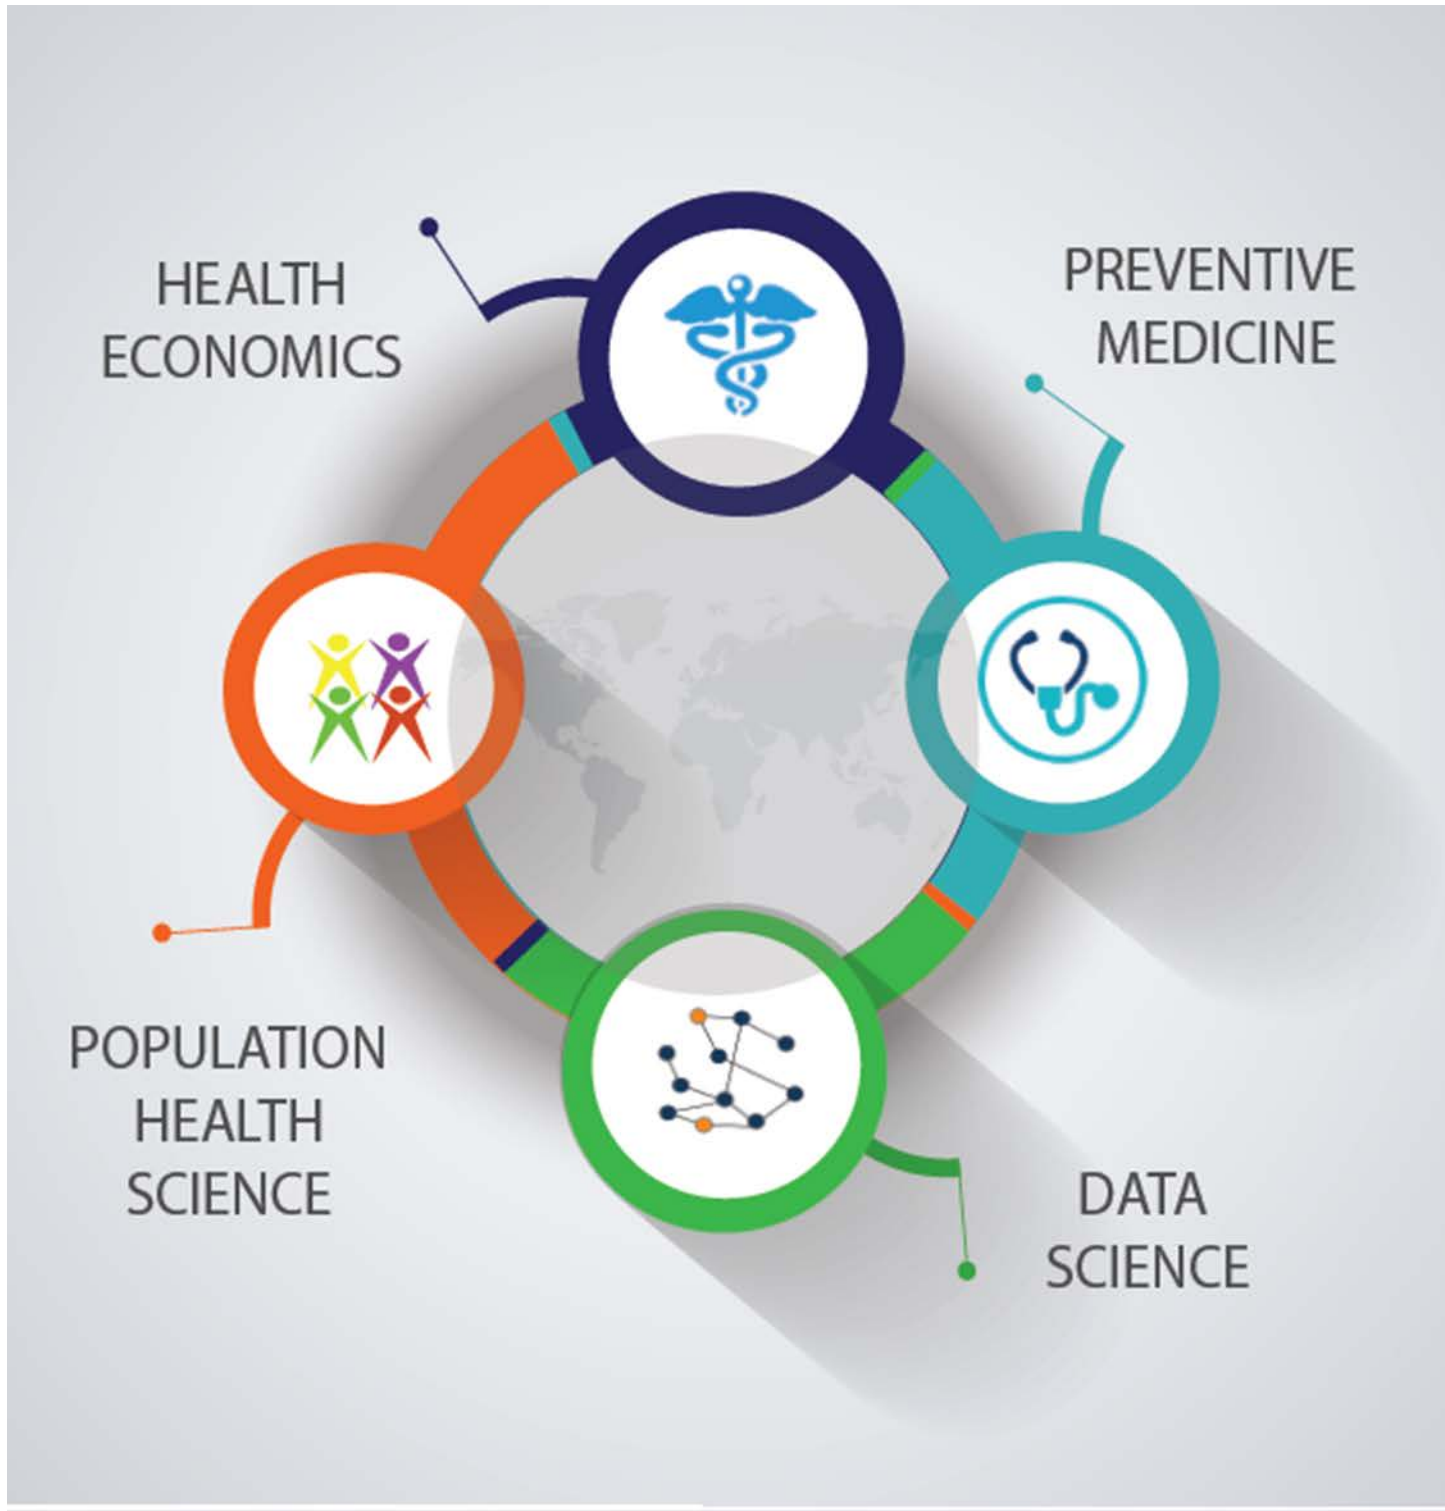 HEALTH
ECONOMICS
PREVENTIVE
MEDICINE
POPULATION
HEALTH
SCIENCE
DATA
SCIENCE